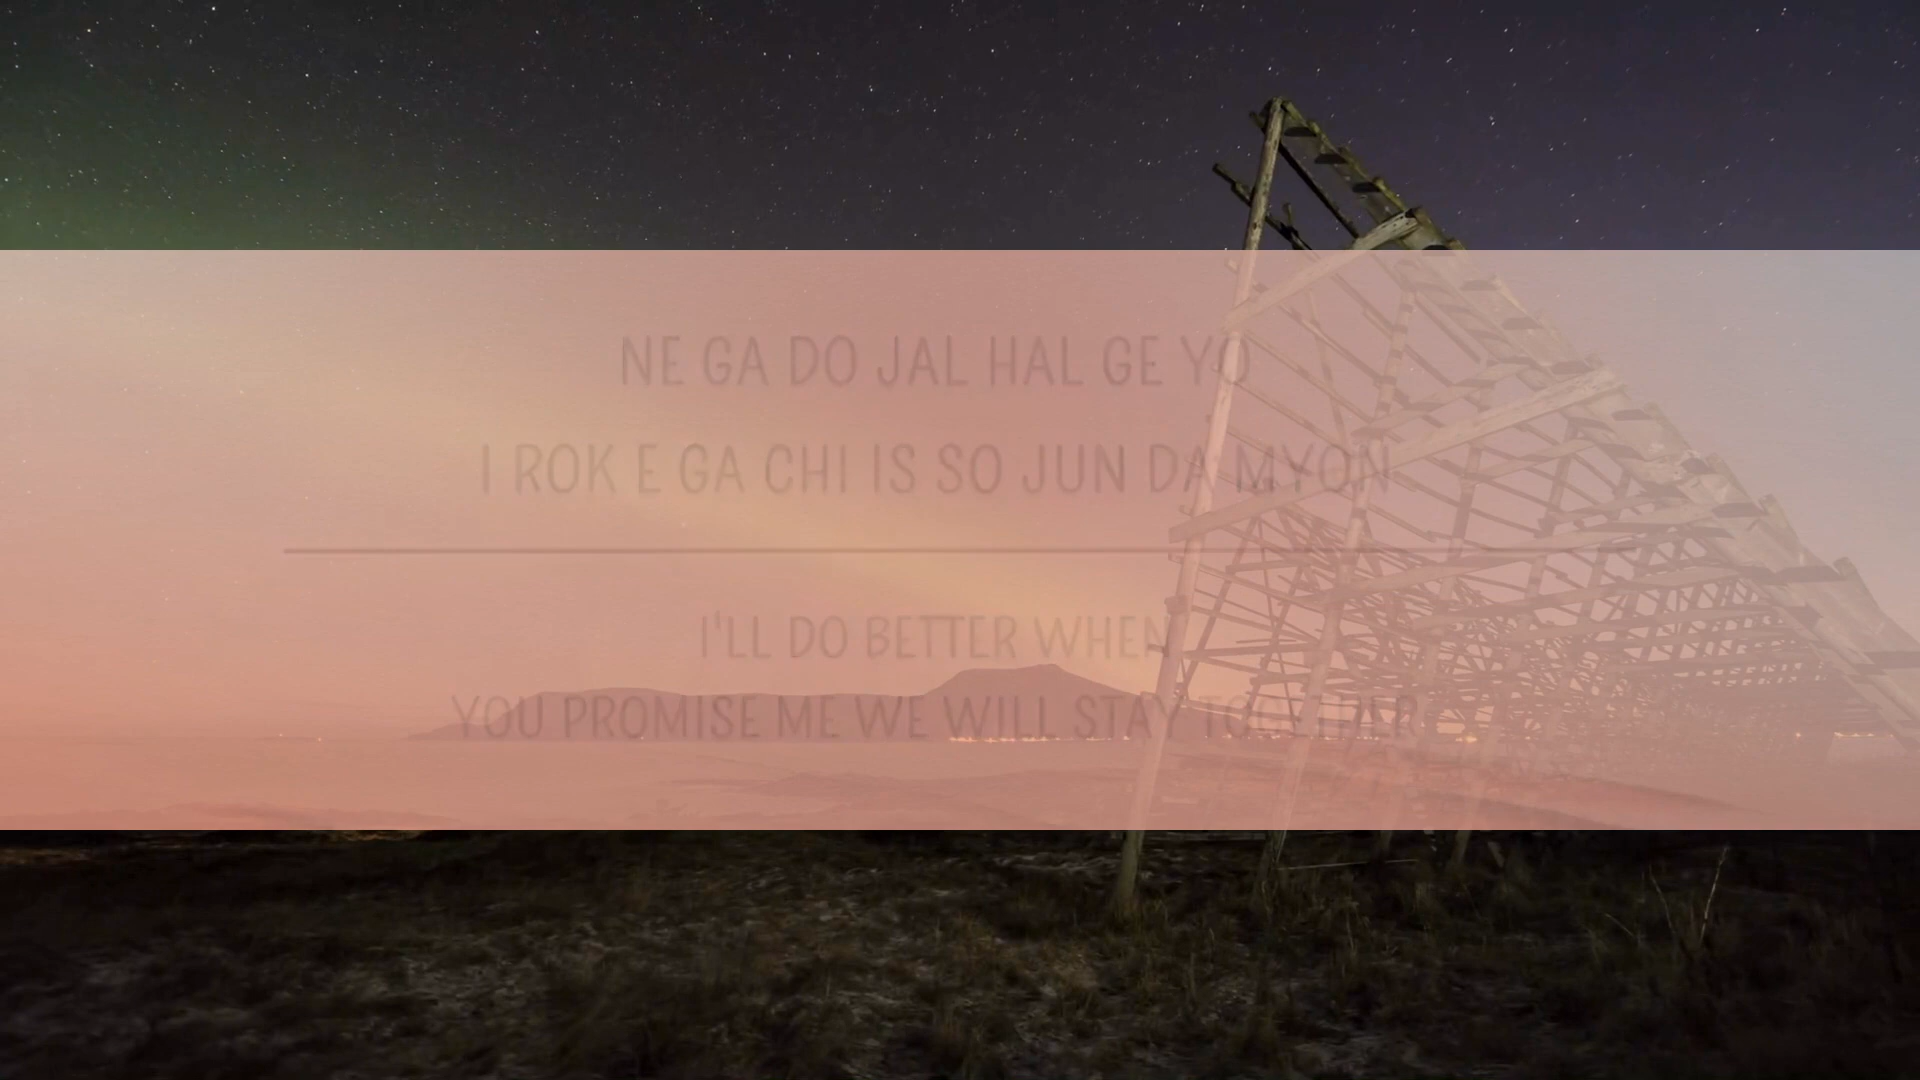 NE GA DO JAL HAL GE YO
I ROK E GA CHI IS SO JUN DA MYON
I'LL DO BETTER WHEN
YOU PROMISE ME WE WILL STAY TOGETHER